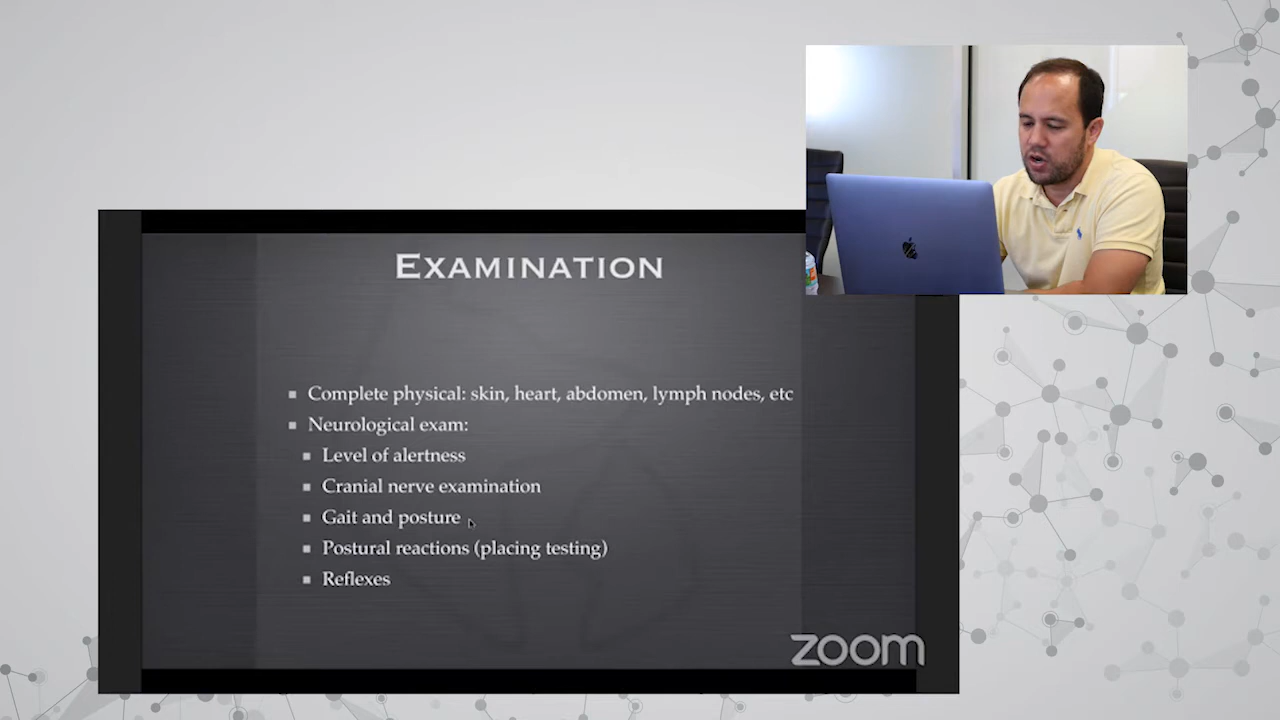 EXAMINATION
Complete physical: skin, heart, abdomen, lymph nodes, etc
Neurological exam:
Level of alertness
Cranial nerve examination
Gait and posture
Postural reactions (placing testing)
Reflexes
zoom